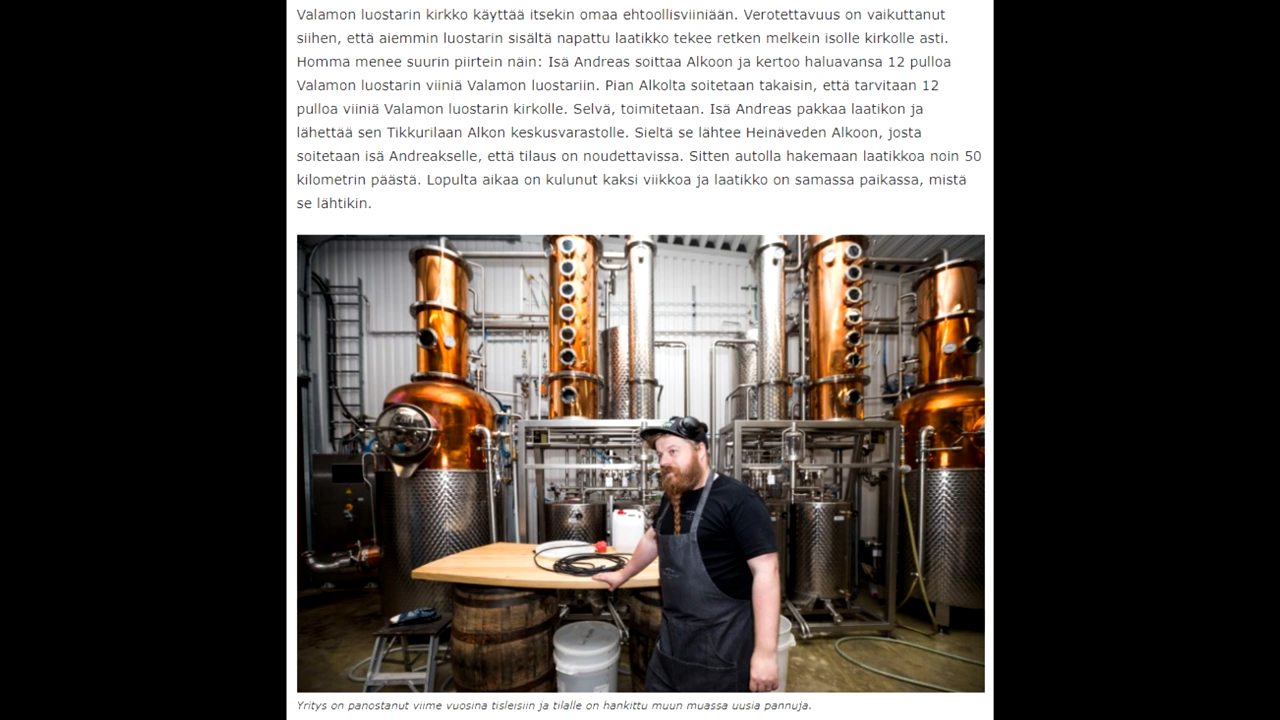 Valamon luostarin kirkko käyttää itsekin omaa ehtoollisviiniään. Verotettavuus on vaikuttanut
siihen, että aiemmin luostarin sisältä napattu laatikko tekee retken melkein isolle kirkolle asti.
Homma menee suurin piirtein näin: Isä Andreas soittaa Alkoon ja kertoo haluavansa 12 pulloa
Valamon luostarin viiniä Valamon luostariin. Pian Alkolta soitetaan takaisin, että tarvitaan 12
pulloa viiniä Valamon luostarin kirkolle. Selvä, toimitetaan. Isä Andreas pakkaa laatikon ja
lähettää sen Tikkurilaan Alkon keskusvarastolle. Sieltä se lähtee Heinäveden Alkoon, josta
soitetaan isä Andreakselle, että tilaus on noudettavissa. Sitten autolla hakemaan laatikkoa noin 50
kilometrin päästä. Lopulta aikaa on kulunut kaksi viikkoa ja laatikko on samassa paikassa, mistä
se lähtikin.
Yritys on panostanut viime vuosina tisleisiin ja tilalle on hankittu muun muassa uusia pannuja.